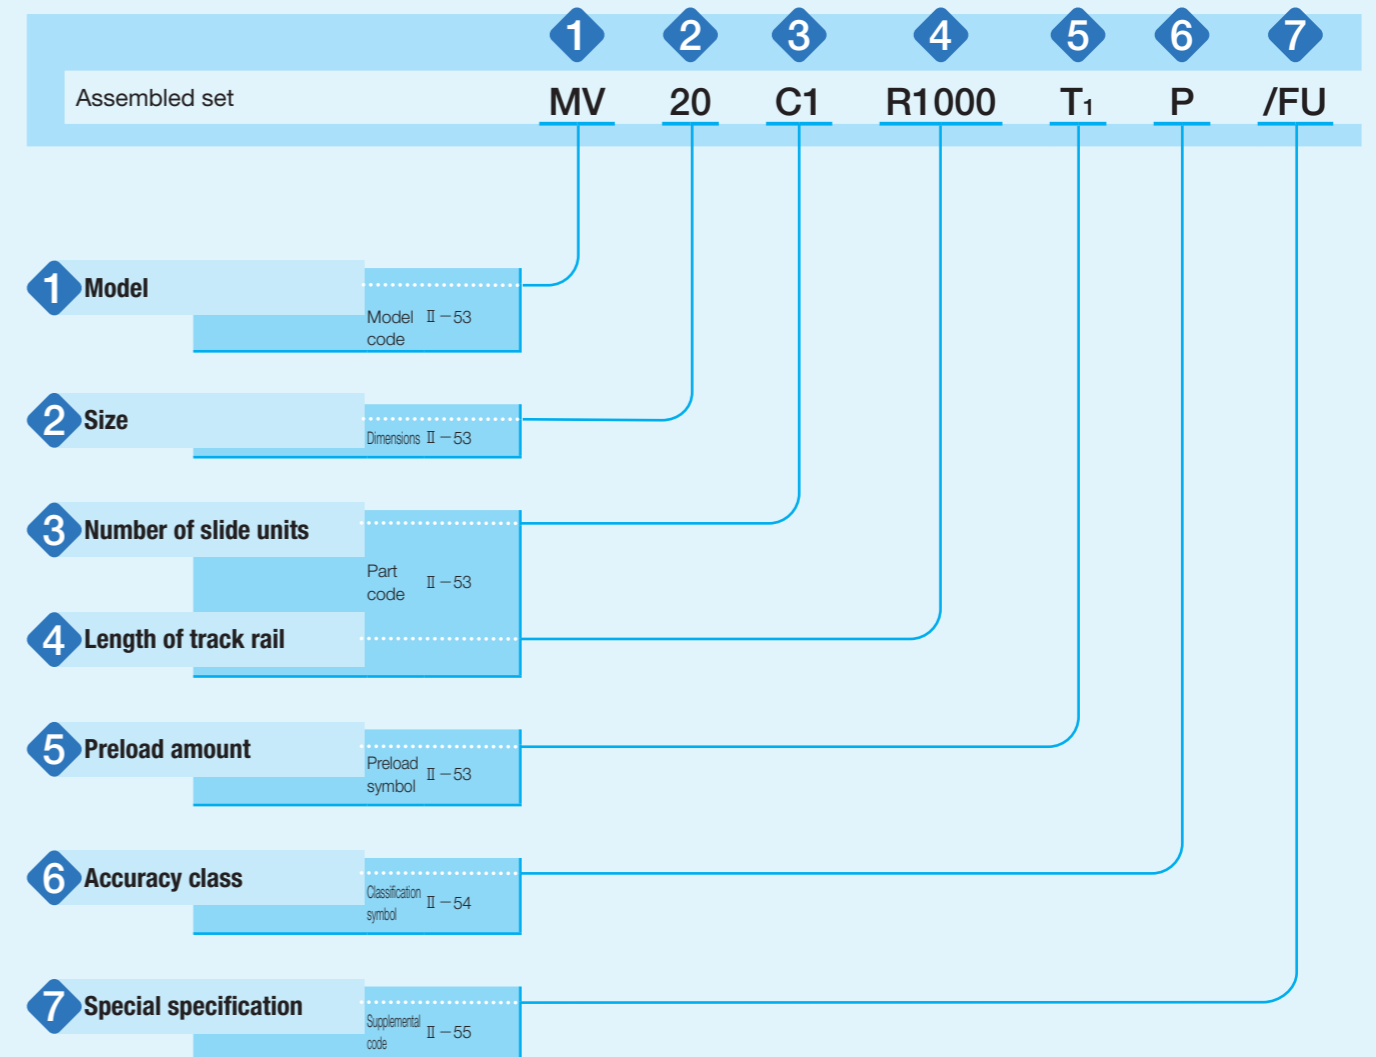 1 2 3 4 5 6 7
Assembled set MV 20 C1 R1000 T1 P /FU
1 Model
Model Ⅱ－53
code
2 Size
Dimensions Ⅱ－53
3 Number of slide units
Part
code Ⅱ－53
4 Length of track rail
5 Preload amount
Preload
symbol Ⅱ－53
6 Accuracy class
Classification
symbol Ⅱ－54
7 Special specification
Supplemental
code Ⅱ－55